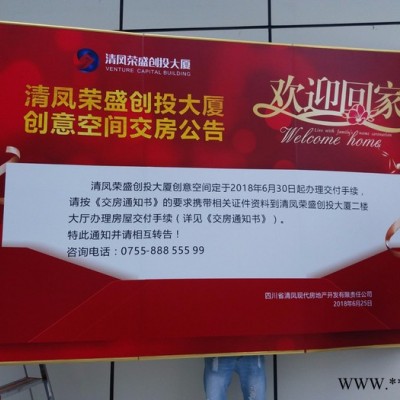 清凤荣盛创投大厦
VENTURE CAPITAL BUILDING
清凤荣盛创投大厦
创意空间交房公告
欢迎回家
Welcome home
清凤荣盛创投大厦创意空间定于2018年6月30日起办理交付手续，
请按《交房通知书》的要求携带相关证件资料到清凤荣盛创投大厦二楼
大厅办理房屋交付手续（详见《交房通知书》）。
特此通知并请相互转告！
咨询电话：0755-888 555 99
四川省清凤现代房地产开发有限责任公司
2018年6月25日
www.**